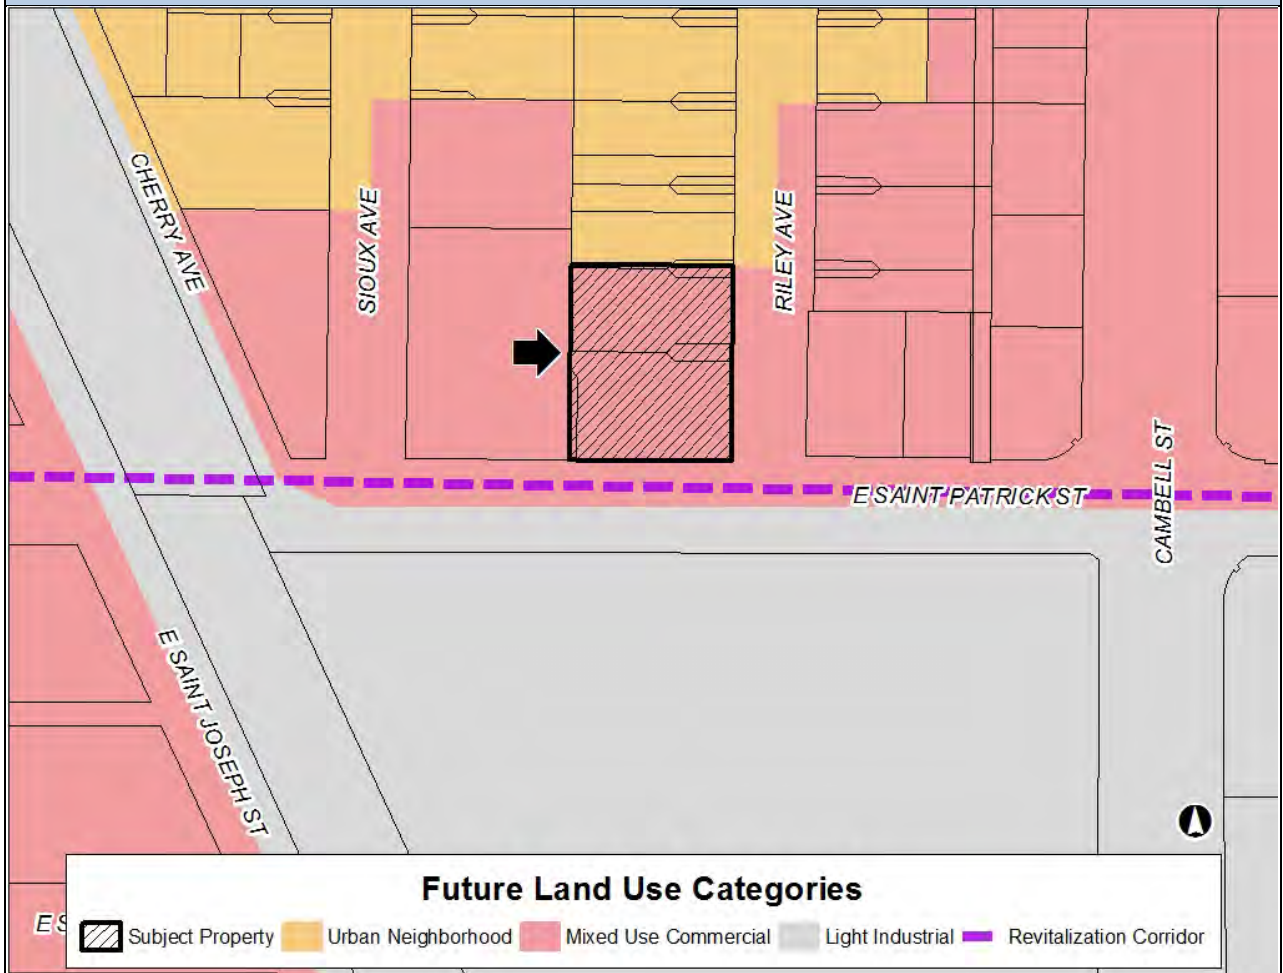 CHERRY AVE
SIOUX AVE
RILEY AVE
E SAINT PATRICK ST
CAMBELL ST
E SAINT JOSEPH ST
E S
Future Land Use Categories
Subject Property Urban Neighborhood Mixed Use Commercial Light Industrial Revitalization Corridor